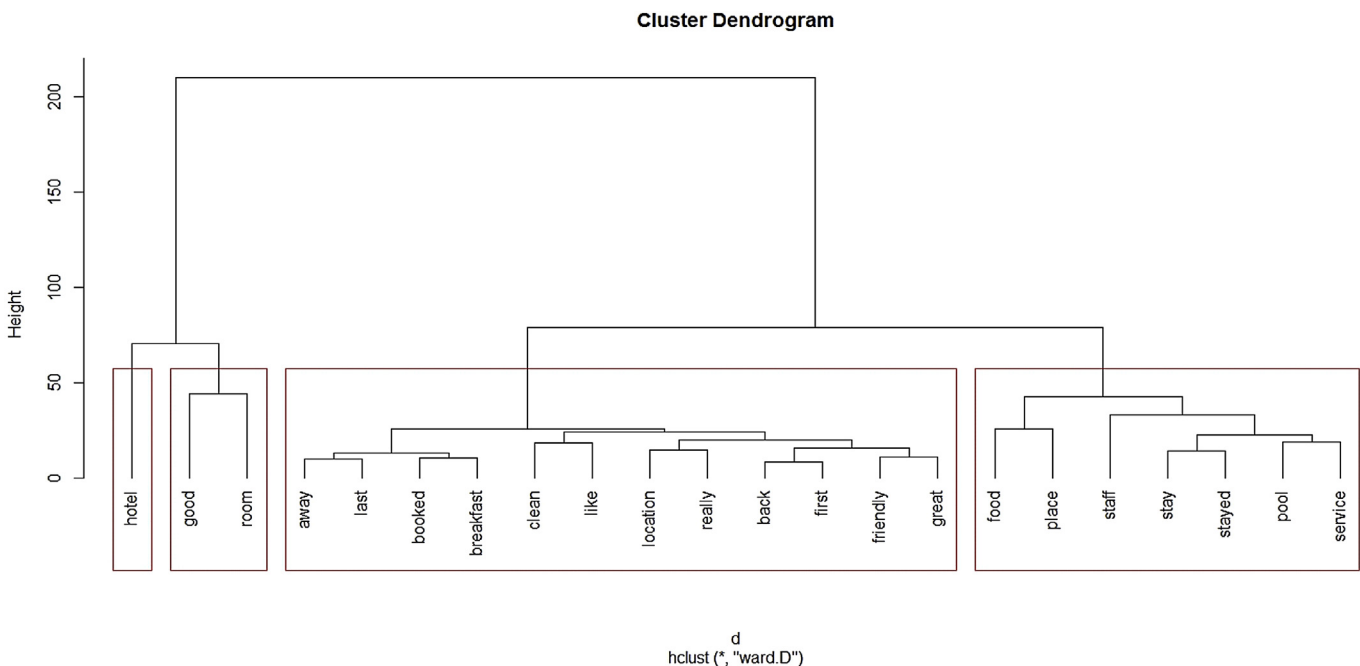 Cluster Dendrogram
Height
200
150
100
50
0
hotel
good
room
away
last
booked
breakfast
clean
like
location
really
back
first
friendly
great
food
place
staff
stay
stayed
pool
service
d
hclust (*, "ward.D")